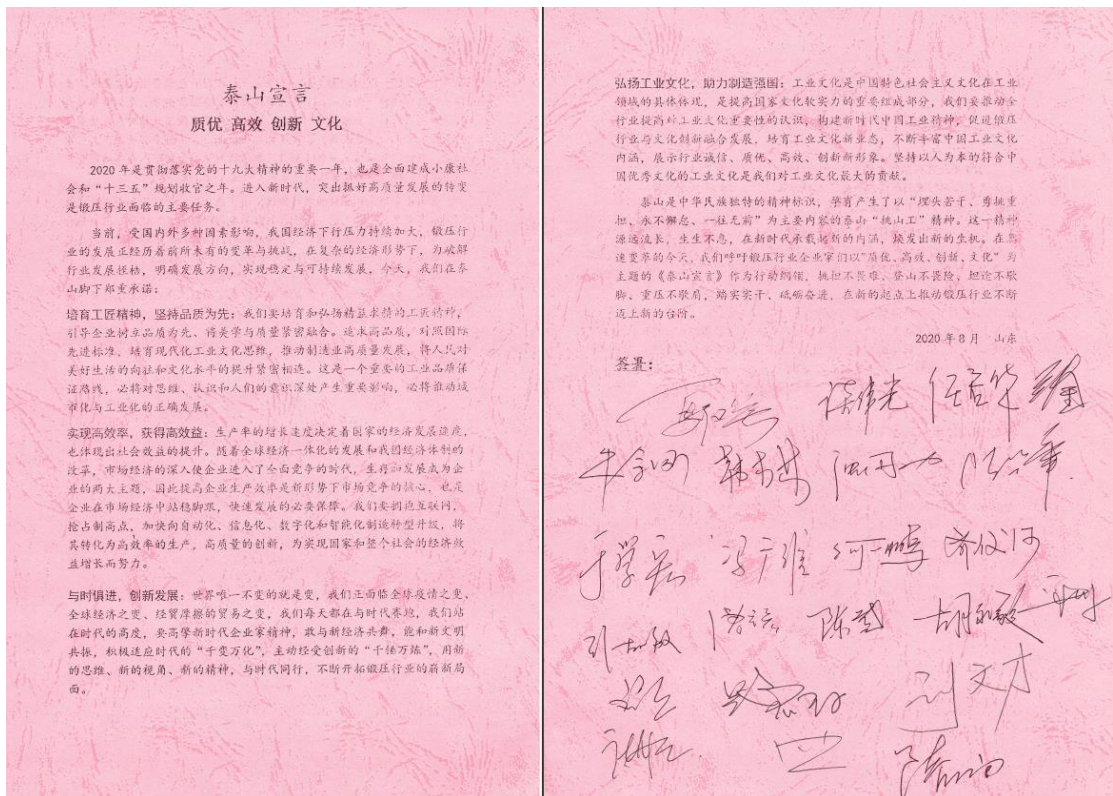 泰山宣言
质优 高效 创新 文化
2020 年是贯彻落实党的十九大精神的重要一年，也是全面建成小康社
会和“十三五”规划收官之年。进入新时代，突出抓好高质量发展的转变
是锻压行业面临的主要任务。
当前，受国内外多种因素影响，我国经济下行压力持续加大，锻压行
业的发展正经历着前所未有的变革与挑战，在复杂的经济形势下，为破解
行业发展桎梏，明确发展方向，实现稳定与可持续发展，今天，我们在泰
山脚下郑重承诺：
培育工匠精神，坚持品质为先：我们要培育和弘扬精益求精的工匠精神，
引导企业树立品质为先、将美学与质量紧密融合。追求高品质，对照国际
先进标准、培育现代化工业文化思维，推动制造业高质量发展，将人民对
美好生活的向往和文化水平的提升紧密相连。这是一个重要的工业品质保
证路线，必将对思维、认识和人们的意识深处产生重要影响，必将推动城
市化与工业化的正确发展。
实现高效率，获得高效益：生产率的增长速度决定着国家的经济发展速度，
也体现出社会效益的提升。随着全球经济一体化的发展和我国经济体制的
改革，市场经济的深入使企业进入了全面竞争的时代，生存和发展成为企
业的两大主题，因此提高企业生产效率是新形势下市场竞争的核心，也是
企业在市场经济中站稳脚跟，快速发展的必要保障。我们要拥抱互联网，
抢占制高点，加快向自动化、信息化、数字化和智能化制造转型升级，将
其转化为高效率的生产，高质量的创新，为实现国家和整个社会的经济效
益增长而努力。
与时俱进，创新发展：世界唯一不变的就是变，我们正面临全球疫情之变、
全球经济之变、经贸摩擦的贸易之变，我们每天都在与时代赛跑，我们站
在时代的高度，要高擎新时代企业家精神，敢与新经济共舞，能和新文明
共振，积极适应时代的“千变万化”，主动经受创新的“千锤万炼”，用新
的思维、新的视角、新的精神，与时代同行，不断开拓锻压行业的崭新局
面。
弘扬工业文化，助力制造强国：工业文化是中国特色社会主义文化在工业
领域的具体体现，是提高国家文化软实力的重要组成部分，我们要推动全
行业提高对工业文化重要性的认识，构建新时代中国工业精神，促进锻压
行业与文化创新融合发展，培育工业文化新业态，不断丰富中国工业文化
内涵，展示行业诚信、质优、高效、创新新形象。坚持以人为本的符合中
国优秀文化的工业文化是我们对工业文化最大的贡献。
泰山是中华民族独特的精神标识，孕育产生了以“埋头苦干、勇挑重
担、永不懈怠、一往无前”为主要内容的泰山“挑山工”精神。这一精神
源远流长，生生不息，在新时代承载起新的内涵，焕发出新的生机。在急
速变革的今天，我们呼吁锻压行业企业家们以“质优、高效、创新、文化”为
主题的《泰山宣言》作为行动纲领，挑担不畏难、登山不畏险、坦途不歇
脚、重压不歇肩，踏实实干、砥砺奋进，在新的起点上推动锻压行业不断
迈上新的台阶。
2020 年 8 月 山东
签署：
于学宏 冯广维 何一鹏
刘文才